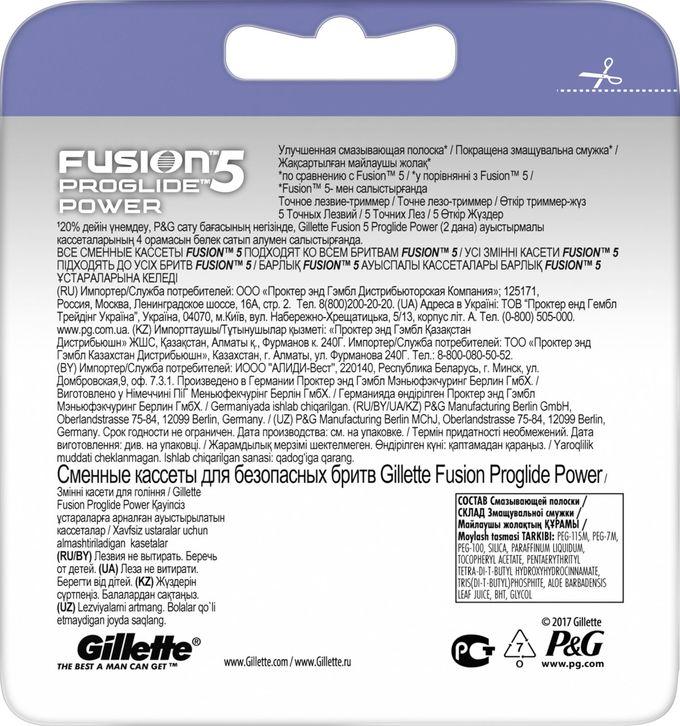 FUSION™5
PROGLIDE™
POWER
Улучшенная смазывающая полоска* / Покращена змащувальна смужка* /
Жақсартылған майлаушы жолақ*
*по сравнению с Fusion™ 5 / *у порівнянні з Fusion™ 5 /
*Fusion™ 5- мен салыстырғанда
Точное лезвие-триммер / Точне лезо-триммер / Өткір триммер-жүз
5 Точных Лезвий / 5 Точних Лез / 5 Өткір Жүздер
¹20% дейін үнемдеу, P&G сату бағасының негізінде, Gillette Fusion 5 Proglide Power (2 дана) ауыстырмалы
кассеталарының 4 орамасын бөлек сатып алумен салыстырғанда.
ВСЕ СМЕННЫЕ КАССЕТЫ FUSION™ 5 ПОДХОДЯТ КО ВСЕМ БРИТВАМ FUSION™ 5 / УСІ ЗМІННІ КАСЕТИ FUSION™ 5
ПІДХОДЯТЬ ДО УСІХ БРИТВ FUSION™ 5 / БАРЛЫҚ FUSION™ 5 АУЫСПАЛЫ КАССЕТАЛАРЫ БАРЛЫҚ FUSION™ 5
ҰСТАРАЛАРЫНА КЕЛЕДІ
(RU) Импортер/Служба потребителей: ООО «Проктер энд Гэмбл Дистрибьюторская Компания»; 125171,
Россия, Москва, Ленинградское шоссе, 16А, стр. 2. Тел. 8(800)200-20-20. (UA) Адреса в Україні: ТОВ “Проктер енд Гембл
Трейдінг Україна”, Україна, 04070, м.Київ, вул. Набережно-Хрещатицька, 5/13, корпус літ. А. Тел. (0-800) 505-000.
www.pg.com.ua. (KZ) Импорттаушы/Тұтынушылар қызметі: «Проктер энд Гэмбл Қазақстан
Дистрибьюшн» ЖШС, Қазақстан, Алматы қ., Фурманов к. 240Г. Импортер/Служба потребителей: ТОО «Проктер энд
Гэмбл Казахстан Дистрибьюшн», Казахстан, г. Алматы, ул. Фурманова 240Г. Тел.: 8-800-080-50-52.
(BY) Импортер/Служба потребителей: ИООО "АЛИДИ-Вест", 220140, Республика Беларусь, г. Минск, ул.
Домбровская,9, оф. 7.3.1. Произведено в Германии Проктер энд Гэмбл Мэньюфэкчуринг Берлин ГмбХ. /
Виготовлено у Німеччині ПіГ Меньюфекчурінг Берлін ГмбХ. / Германияда өндірілген Проктер энд Гэмбл
Мэньюфэкчуринг Берлин ГмбХ. / Germaniyada ishlab chiqarilgan. (RU/BY/UA/KZ) P&G Manufacturing Berlin GmbH,
Oberlandstrasse 75-84, 12099 Berlin, Germany. / (UZ) P&G Manufacturing Berlin MChJ, Oberlandstrasse 75-84, 12099 Berlin,
Germany. Срок годности не ограничен. Дата производства: см. на упаковке. / Термін придатності необмежений. Дата
виготовлення: див. на упаковці. / Жарамдылық мерзімі шектелмеген. Өндірілген күні: қаптамадан қараңыз. / Yaroqlilik
muddati cheklanmagan. Ishlab chiqarilgan sanasi: qadog'iga qarang.
Сменные кассеты для безопасных бритв Gillette Fusion Proglide Power /
Змінні касети для гоління / Gillette
Fusion Proglide Power Қауіпсіз
ұстараларға арналған ауыстырылатын
кассеталар / Xavfsiz ustaralar uchun
almashtiriladigan kasetalar
(RU/BY) Лезвия не вытирать. Беречь
от детей. (UA) Леза не витирати.
Берегти від дітей. (KZ) Жүздерін
сүртпеңіз. Балалардан сақтаңыз.
(UZ) Lezviyalarni artmang. Bolalar qo`li
etmaydigan joyda saqlang.
СОСТАВ Смазывающей полоски /
СКЛАД Змащувальної смужки /
Майлаушы жолақтың ҚҰРАМЫ /
Moylash tasmasi TARKIBI: PEG-115M, PEG-7M,
PEG-100, SILICA, PARAFFINUM LIQUIDUM,
TOCOPHERYL ACETATE, PENTAERYTHRITYL
TETRA-DI-T-BUTYL HYDROXYHYDROCINNAMATE,
TRIS(DI-T-BUTYL)PHOSPHITE, ALOE BARBADENSIS
LEAF JUICE, BHT, GLYCOL
Gillette®
THE BEST A MAN CAN GET™
www.Gillette.com / www.Gillette.ru
РСТ
7
O
© 2017 Gillette
P&G
www.pg.com